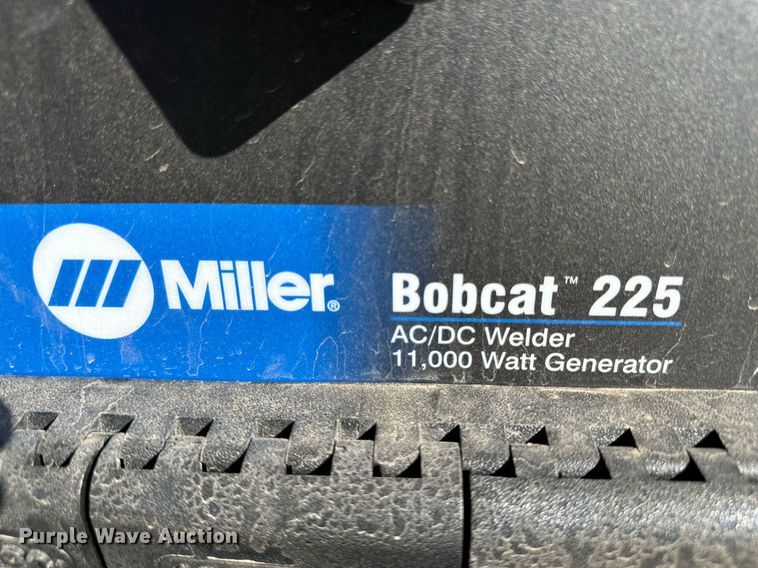 Miller®
Bobcat™ 225
AC/DC Welder
11,000 Watt Generator
Purple Wave Auction